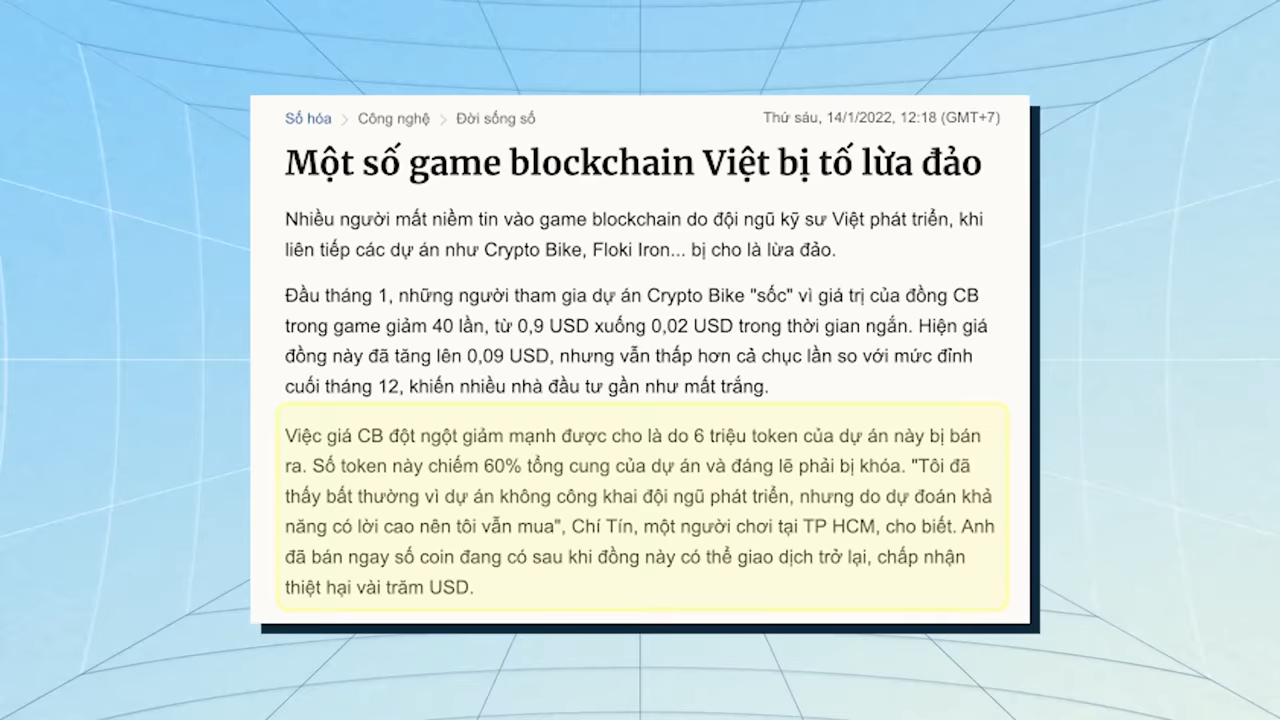 Số hóa > Công nghệ > Đời sống số
Thứ sáu, 14/1/2022, 12:18 (GMT+7)
Một số game blockchain Việt bị tố lừa đảo
Nhiều người mất niềm tin vào game blockchain do đội ngũ kỹ sư Việt phát triển, khi
liên tiếp các dự án như Crypto Bike, Floki Iron... bị cho là lừa đảo.
Đầu tháng 1, những người tham gia dự án Crypto Bike "sốc" vì giá trị của đồng CB
trong game giảm 40 lần, từ 0,9 USD xuống 0,02 USD trong thời gian ngắn. Hiện giá
đồng này đã tăng lên 0,09 USD, nhưng vẫn thấp hơn cả chục lần so với mức đỉnh
cuối tháng 12, khiến nhiều nhà đầu tư gần như mất trắng.
Việc giá CB đột ngột giảm mạnh được cho là do 6 triệu token của dự án này bị bán
ra. Số token này chiếm 60% tổng cung của dự án và đáng lẽ phải bị khóa. "Tôi đã
thấy bất thường vì dự án không công khai đội ngũ phát triển, nhưng do dự đoán khả
năng có lời cao nên tôi vẫn mua", Chí Tín, một người chơi tại TP HCM, cho biết. Anh
đã bán ngay số coin đang có sau khi đồng này có thể giao dịch trở lại, chấp nhận
thiệt hại vài trăm USD.